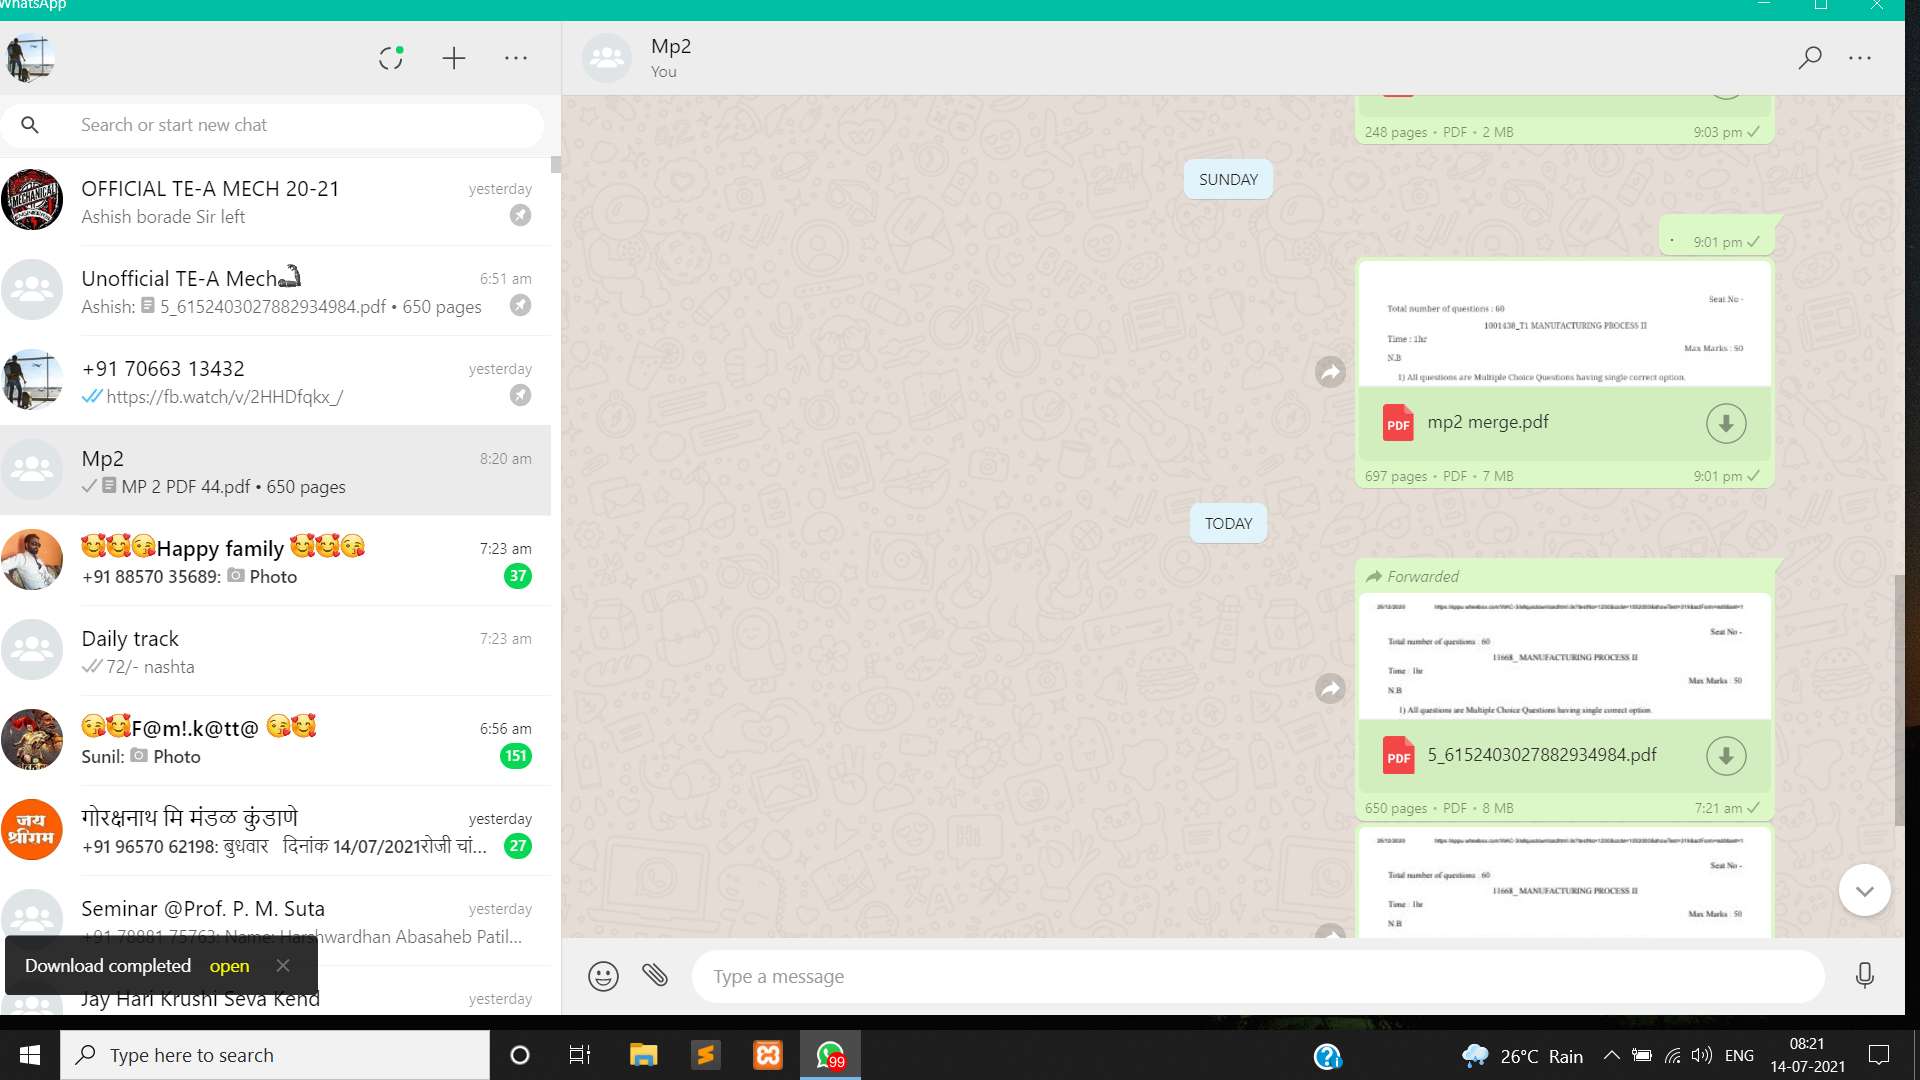 WhatsApp
Search or start new chat
OFFICIAL TE-A MECH 20-21
yesterday
Ashish borade Sir left
Unofficial TE-A Mech
6:51 am
Ashish: 5_6152403027882934984.pdf • 650 pages
+91 70663 13432
yesterday
https://fb.watch/v/2HHDfqkx_/
Mp2
8:20 am
MP 2 PDF 44.pdf • 650 pages
🥰🥰😘Happy family 🥰🥰😘
7:23 am
+91 88570 35689: Photo
37
Daily track
7:23 am
72/- nashta
😘🥰F@m!.k@tt@ 😘🥰
6:56 am
Sunil: Photo
151
जय
श्रीराम
गोरक्षनाथ मि मंडळ कुंडाणे
yesterday
+91 96570 62198: बुधवार दिनांक 14/07/2021रोजी चां...
27
Seminar @Prof. P. M. Suta
yesterday
+91 78881 75763: Name: Harshwardhan Abasaheb Patil...
Download completed open
Jay Hari Krushi Seva Kend
yesterday
Mp2
You
248 pages • PDF • 2 MB
9:03 pm
SUNDAY
. 9:01 pm
Seat No -
Total number of questions : 60
1001438_T1 MANUFACTURING PROCESS II
Time : 1hr
Max Marks : 50
N.B
1) All questions are Multiple Choice Questions having single correct option.
PDF mp2 merge.pdf
697 pages • PDF • 7 MB
9:01 pm
TODAY
Forwarded
Seat No -
Total number of questions : 60
11668_ MANUFACTURING PROCESS II
Time : 1hr
Max Marks : 50
N.B
1) All questions are Multiple Choice Questions having single correct option
PDF 5_6152403027882934984.pdf
650 pages • PDF • 8 MB
7:21 am
Seat No -
Total number of questions : 60
11668_ MANUFACTURING PROCESS II
Time : 1hr
Max Marks : 50
N.B
Type a message
Type here to search
99
26°C Rain
ENG
08:21
14-07-2021